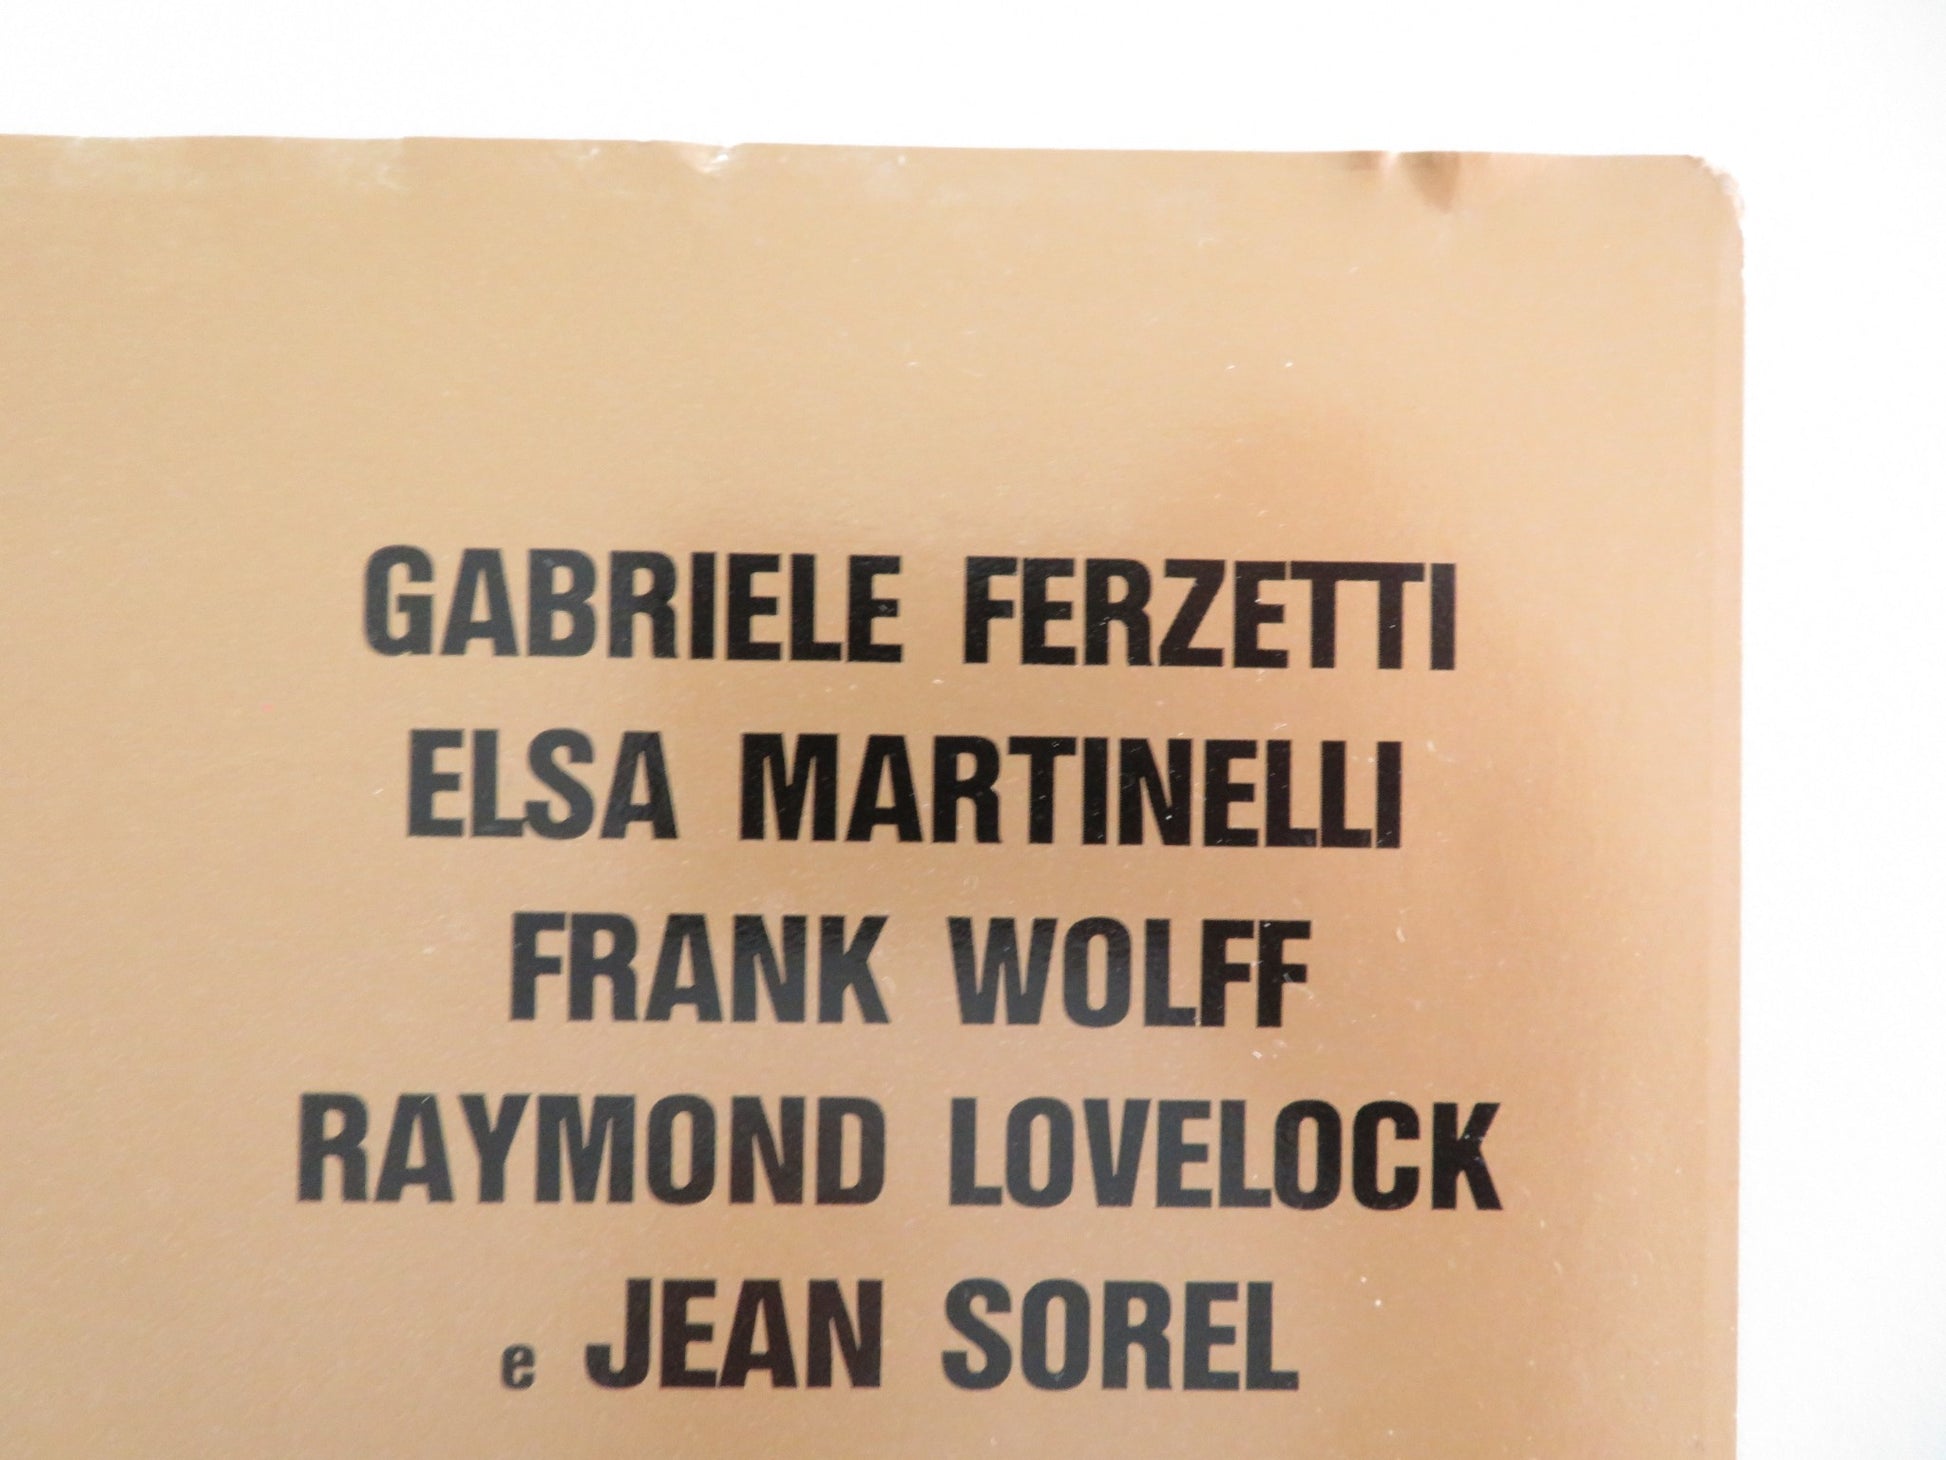 GABRIELE FERZETTI
ELSA MARTINELLI
FRANK WOLFF
RAYMOND LOVELOCK
e JEAN SOREL